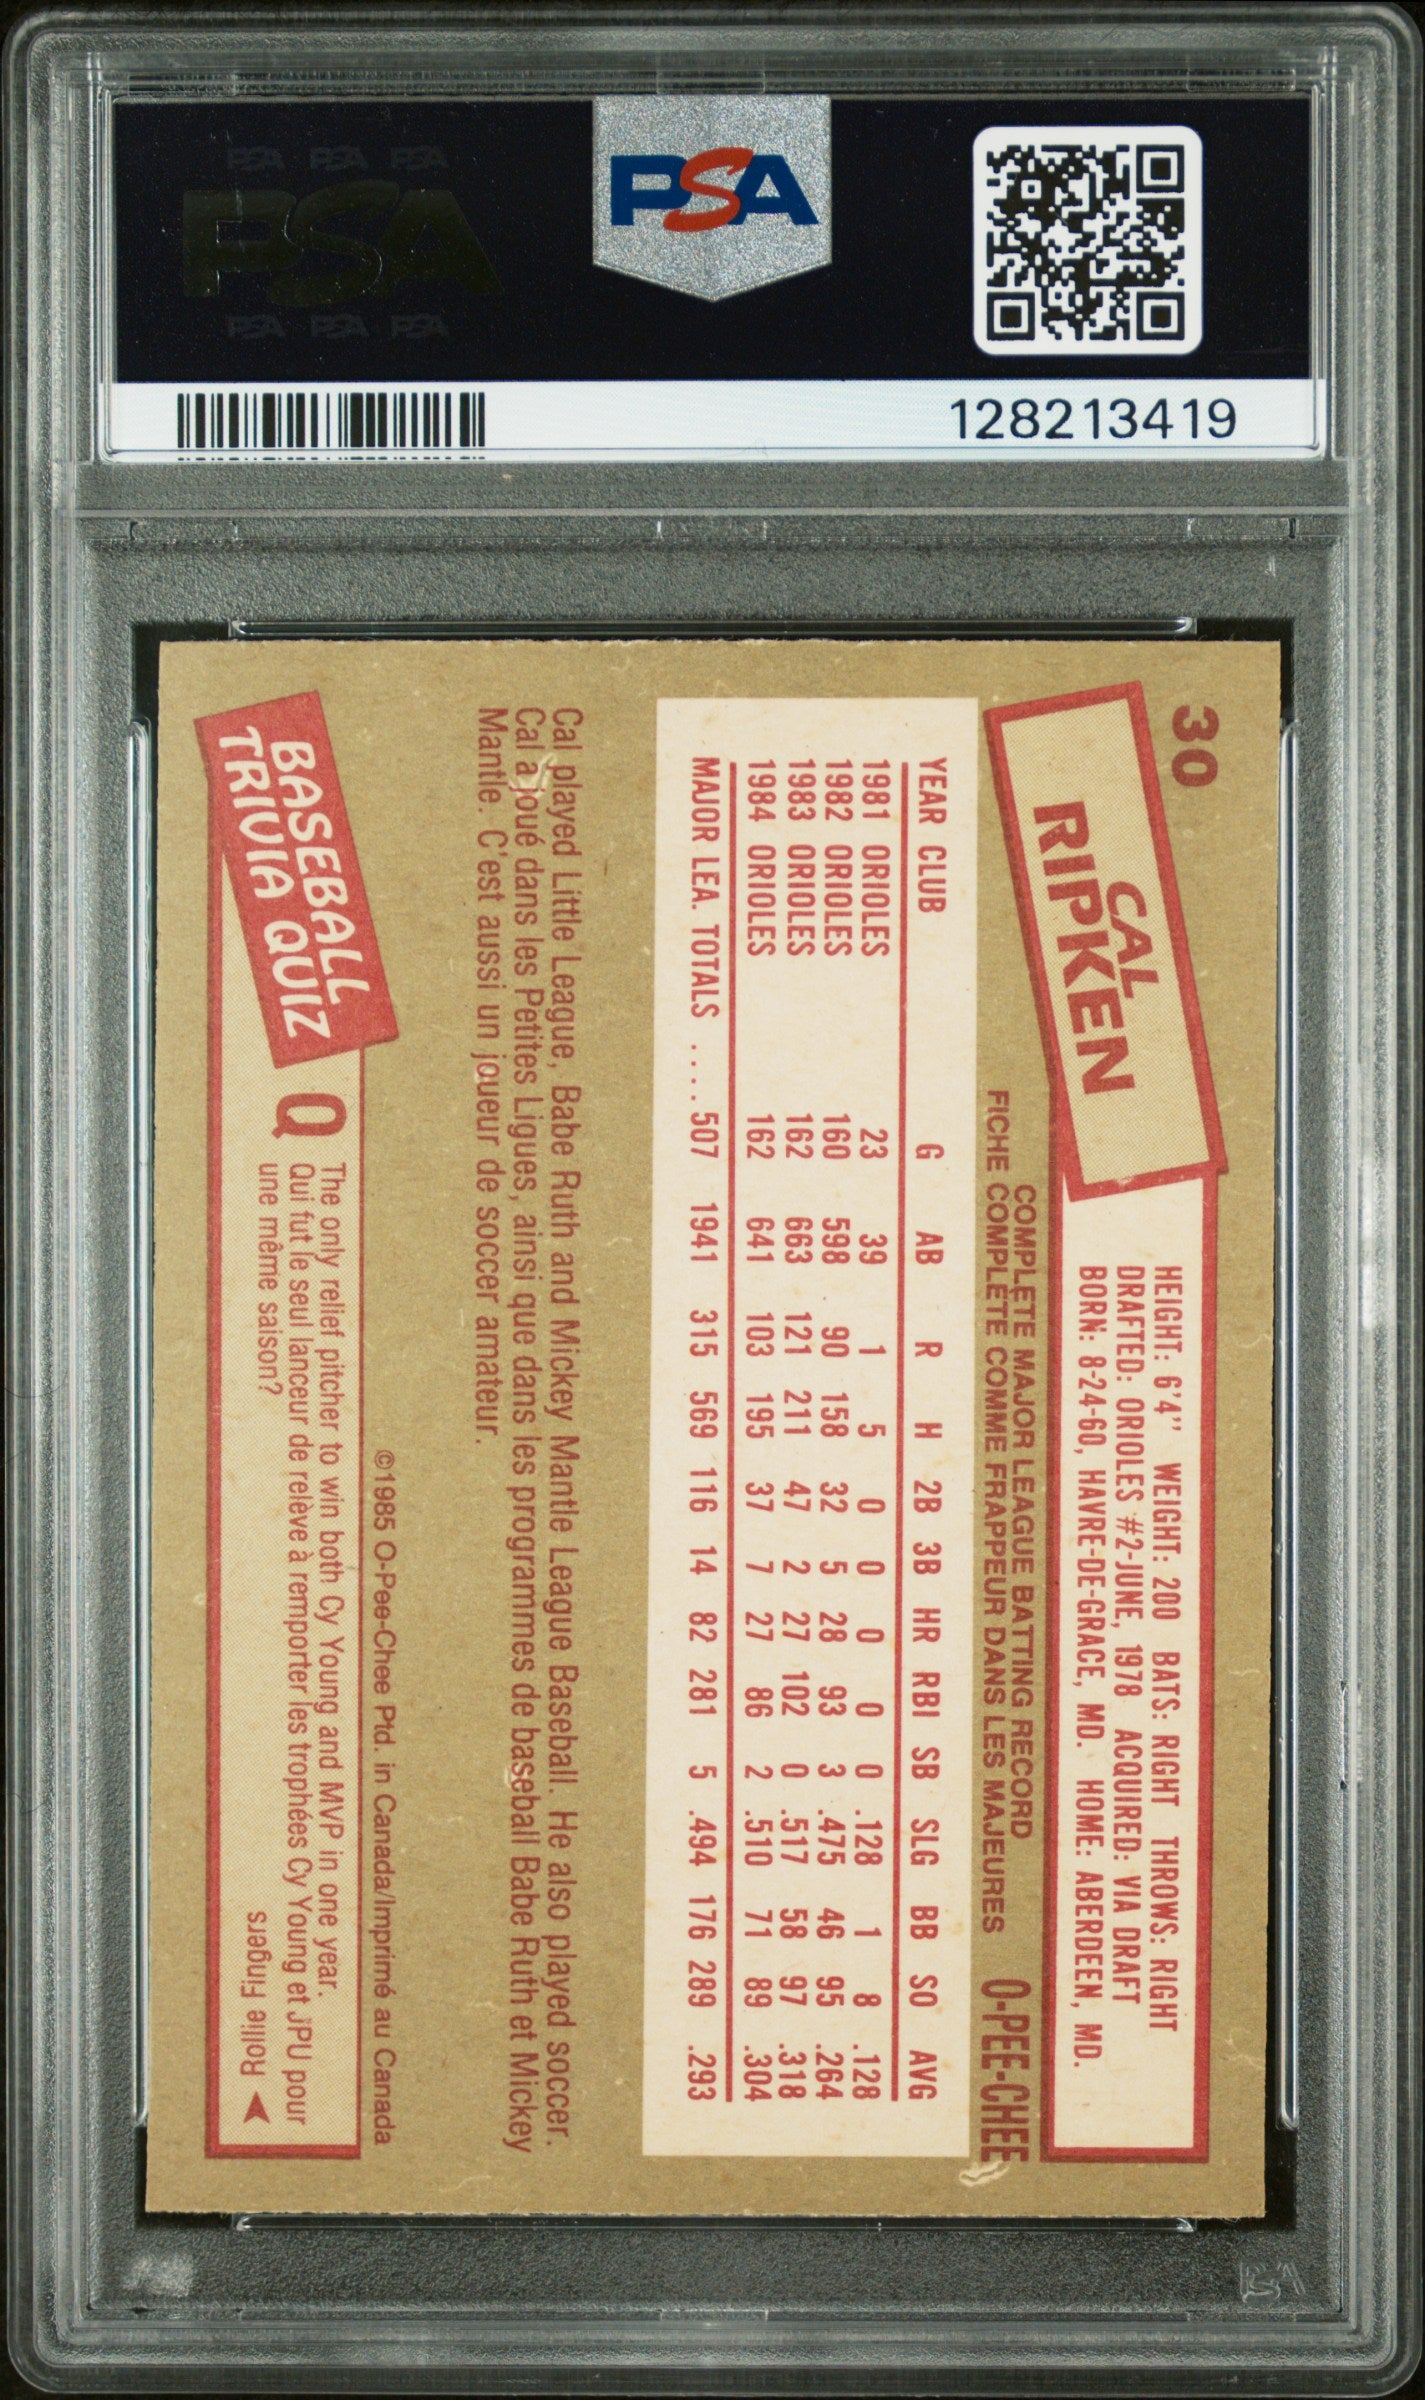 PSA PSA PSA
PSA
PSA PSA PSA
PSA
128213419
30
CAL
RIPKEN
HEIGHT: 6'4" WEIGHT: 200 BATS: RIGHT THROWS: RIGHT
DRAFTED: ORIOLES #2-JUNE, 1978 ACQUIRED: VIA DRAFT
BORN: 8-24-60, HAVRE-DE-GRACE, MD. HOME: ABERDEEN, MD.
COMPLETE MAJOR LEAGUE BATTING RECORD
FICHE COMPLÈTE COMME FRAPPEUR DANS LES MAJEURES O-PEE-CHEE
YEAR CLUB G AB R H 2B 3B HR RBI SB SLG BB SO AVG
1981 ORIOLES 23 39 1 5 0 0 0 0 0 .128 1 8 .128
1982 ORIOLES 160 598 90 158 32 5 28 93 3 .475 46 95 .264
1983 ORIOLES 162 663 121 211 47 2 27 102 0 .517 58 97 .318
1984 ORIOLES 162 641 103 195 37 7 27 86 2 .510 71 89 .304
MAJOR LEA. TOTALS .... 507 1941 315 569 116 14 82 281 5 .494 176 289 .293
Cal played Little League, Babe Ruth and Mickey Mantle League Baseball. He also played soccer.
Cal a joué dans les Petites Ligues, ainsi que dans les programmes de baseball Babe Ruth et Mickey
Mantle. C'est aussi un joueur de soccer amateur.
©1985 O-Pee-Chee Ptd. in Canada/Imprimé au Canada
BASEBALL
TRIVIA QUIZ
Q
The only relief pitcher to win both Cy Young and MVP in one year.
Qui fut le seul lanceur de relève à remporter les trophées Cy Young et JPU pour
une même saison?
Rollie Fingers
PSA